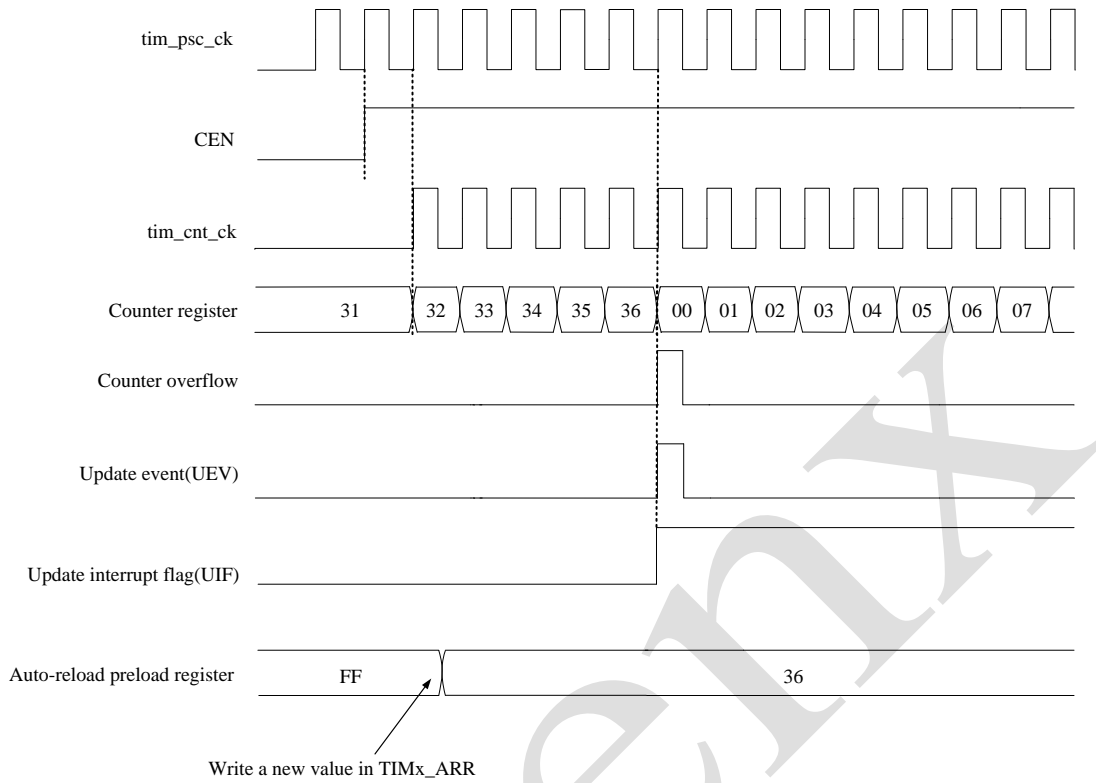 tim_psc_ck
CEN
tim_cnt_ck
Counter register 31 32 33 34 35 36 00 01 02 03 04 05 06 07
Counter overflow
Update event(UEV)
Update interrupt flag(UIF)
Auto-reload preload register FF 36
Write a new value in TIMx_ARR
enx